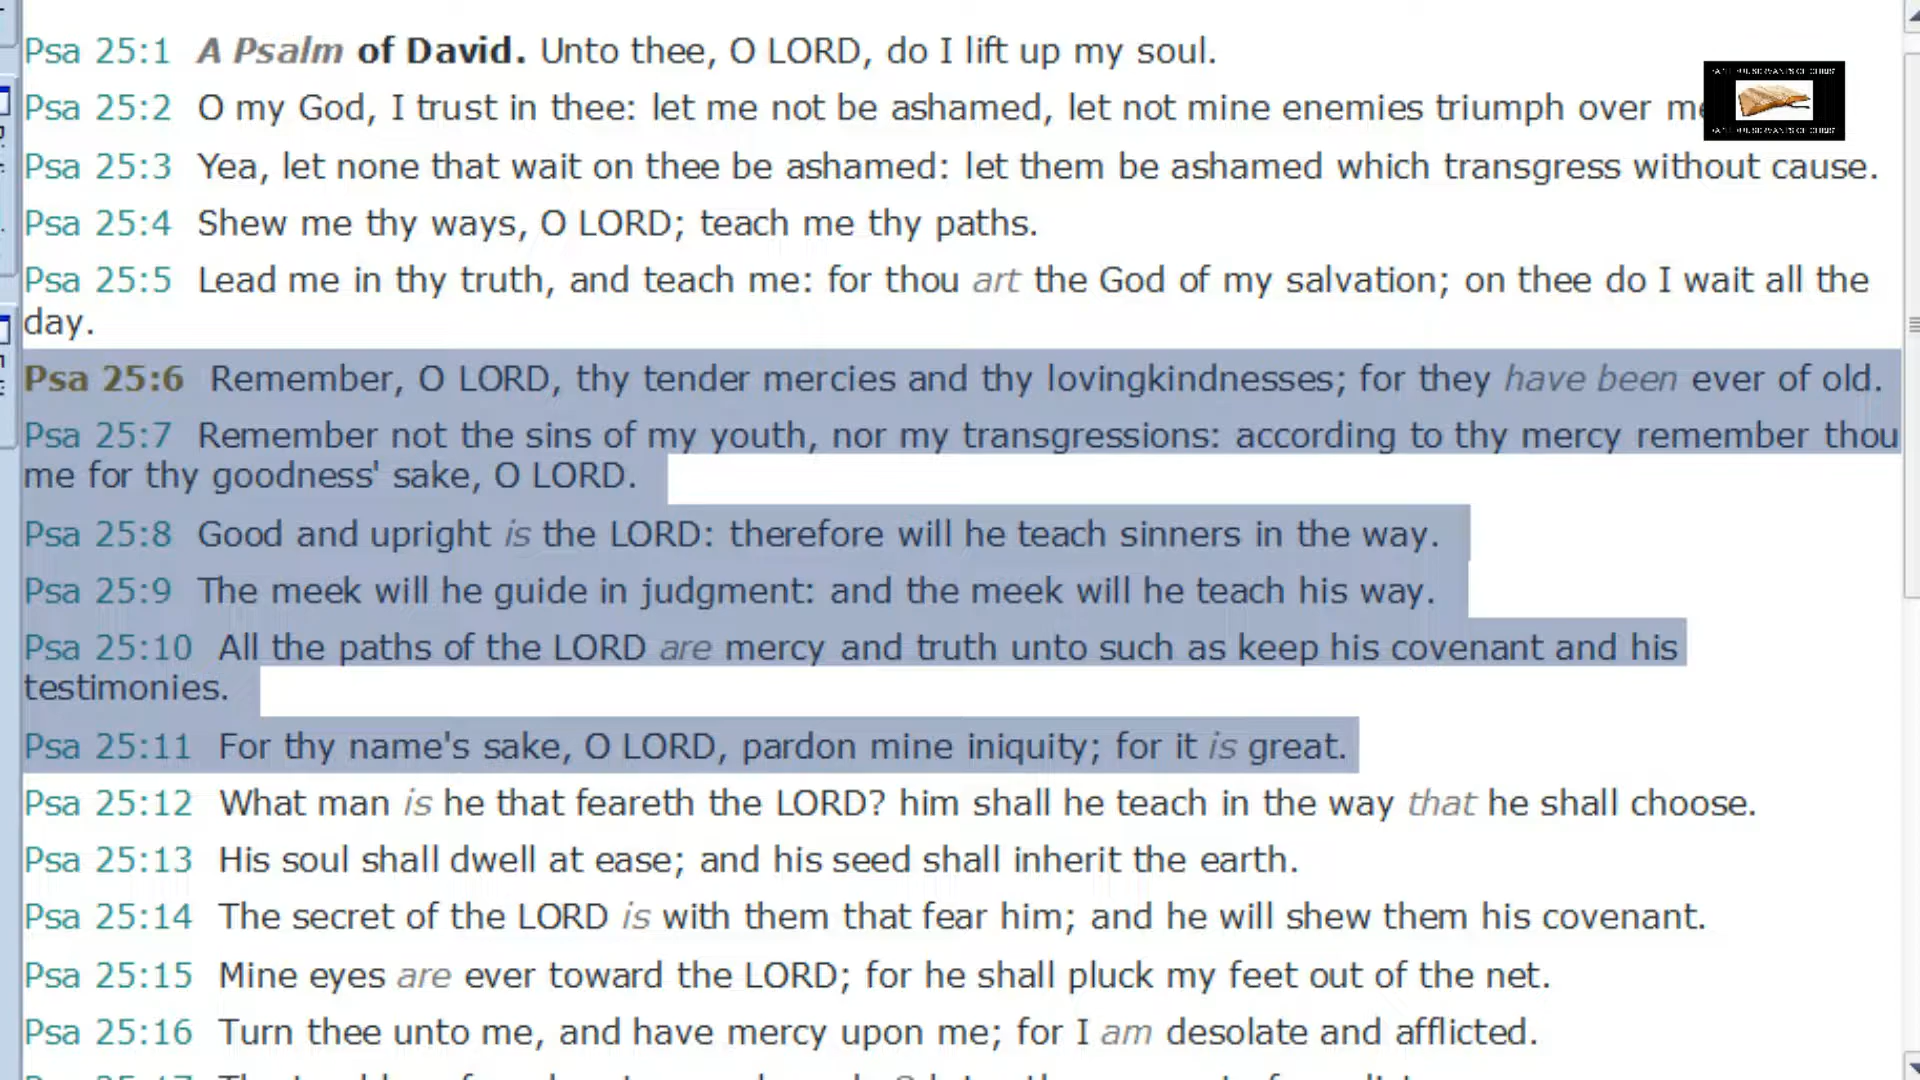 Psa 25:1 A Psalm of David. Unto thee, O LORD, do I lift up my soul.
Psa 25:2 O my God, I trust in thee: let me not be ashamed, let not mine enemies triumph over me
Psa 25:3 Yea, let none that wait on thee be ashamed: let them be ashamed which transgress without cause.
Psa 25:4 Shew me thy ways, O LORD; teach me thy paths.
Psa 25:5 Lead me in thy truth, and teach me: for thou art the God of my salvation; on thee do I wait all the
day.
Psa 25:6 Remember, O LORD, thy tender mercies and thy lovingkindnesses; for they have been ever of old.
Psa 25:7 Remember not the sins of my youth, nor my transgressions: according to thy mercy remember thou
me for thy goodness' sake, O LORD.
Psa 25:8 Good and upright is the LORD: therefore will he teach sinners in the way.
Psa 25:9 The meek will he guide in judgment: and the meek will he teach his way.
Psa 25:10 All the paths of the LORD are mercy and truth unto such as keep his covenant and his
testimonies.
Psa 25:11 For thy name's sake, O LORD, pardon mine iniquity; for it is great.
Psa 25:12 What man is he that feareth the LORD? him shall he teach in the way that he shall choose.
Psa 25:13 His soul shall dwell at ease; and his seed shall inherit the earth.
Psa 25:14 The secret of the LORD is with them that fear him; and he will shew them his covenant.
Psa 25:15 Mine eyes are ever toward the LORD; for he shall pluck my feet out of the net.
Psa 25:16 Turn thee unto me, and have mercy upon me; for I am desolate and afflicted.